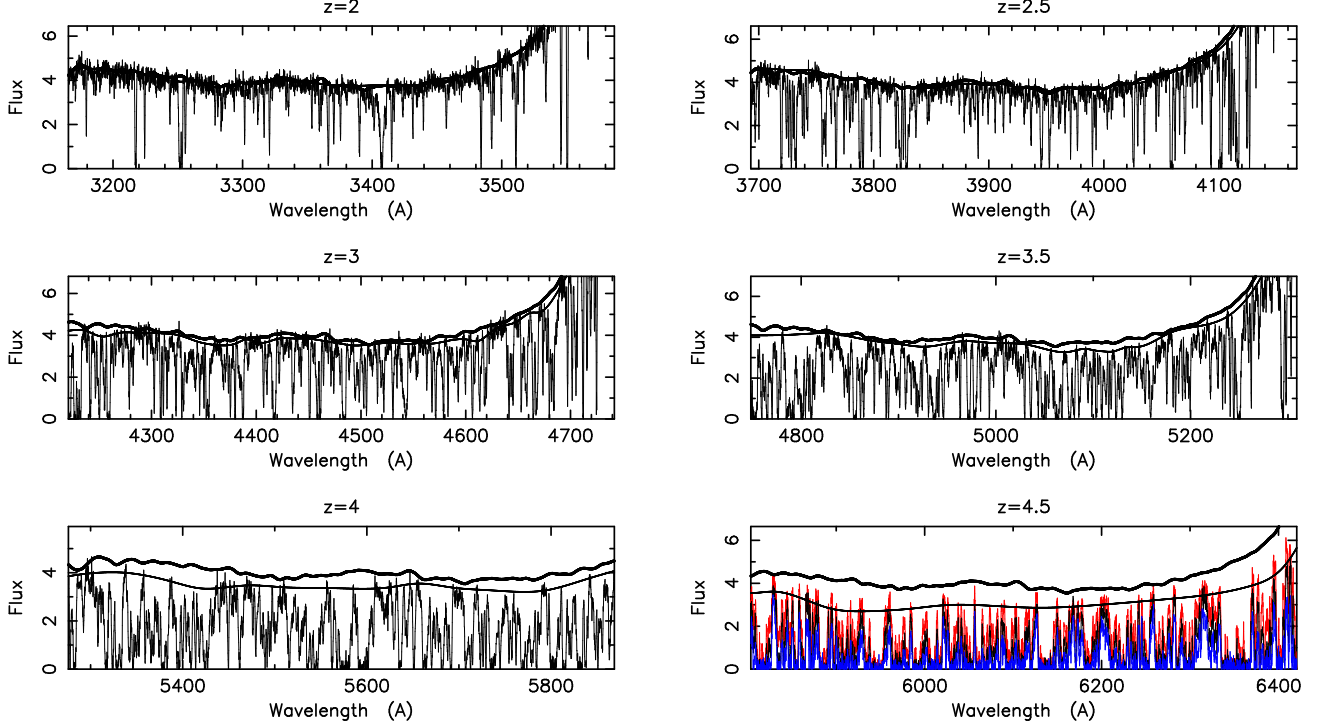 z=2
6
4
2
0
Flux
3200 3300 3400 3500
Wavelength (A)
z=2.5
6
4
2
0
Flux
3700 3800 3900 4000 4100
Wavelength (A)
z=3
6
4
2
0
Flux
4300 4400 4500 4600 4700
Wavelength (A)
z=3.5
6
4
2
0
Flux
4800 5000 5200
Wavelength (A)
z=4
4
2
0
Flux
5400 5600 5800
Wavelength (A)
z=4.5
6
4
2
0
Flux
6000 6200 6400
Wavelength (A)